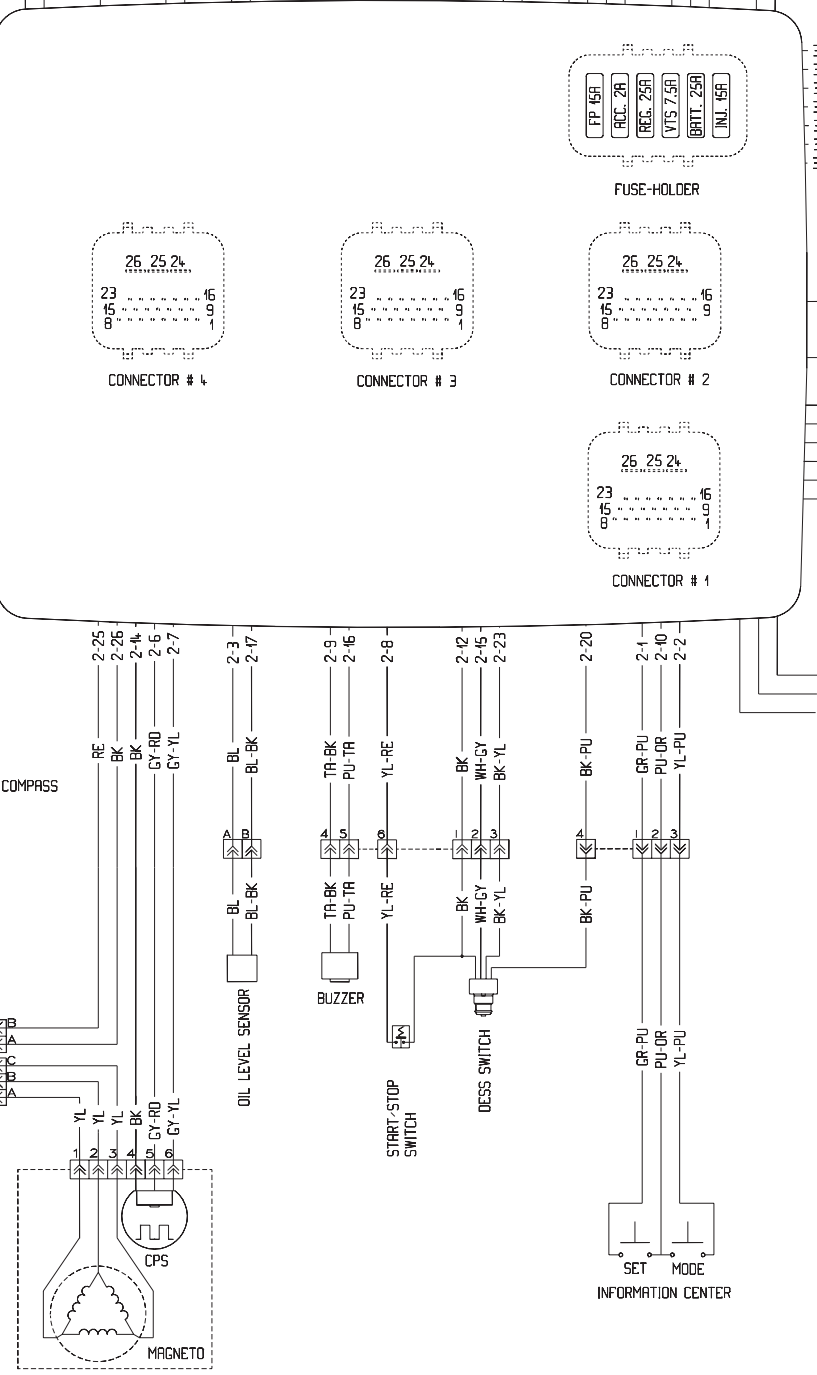 FP 15A
ACC. 2A
REG. 25A
VTS 7.5A
BATT. 25A
INJ. 15A
FUSE-HOLDER
26 25 24
23 16
15 9
8 1
CONNECTOR # 4
26 25 24
23 16
15 9
8 1
CONNECTOR # 3
26 25 24
23 16
15 9
8 1
CONNECTOR # 2
26 25 24
23 16
15 9
8 1
CONNECTOR # 1
2-25 2-26 2-14 2-6 2-7 2-3 2-17 2-9 2-16 2-8 2-12 2-15 2-23 2-20 2-1 2-10 2-2
RE BK BK GY-RD GY-YL BL BL-BK TA-BK PU-TA YL-RE BK WH-GY BK-YL BK-PU GR-PU PU-OR YL-PU
COMPASS
A B 4 5 6 1 2 3 4 1 2 3
BL BL-BK TA-BK PU-TA YL-RE BK WH-GY BK-YL BK-PU
OIL LEVEL SENSOR
BUZZER
START/STOP
SWITCH
DESS SWITCH
GR-PU PU-OR YL-PU
B
A
C
B
A
YL YL YL BK GY-RD GY-YL
1 2 3 4 5 6
CPS
MAGNETO
SET MODE
INFORMATION CENTER